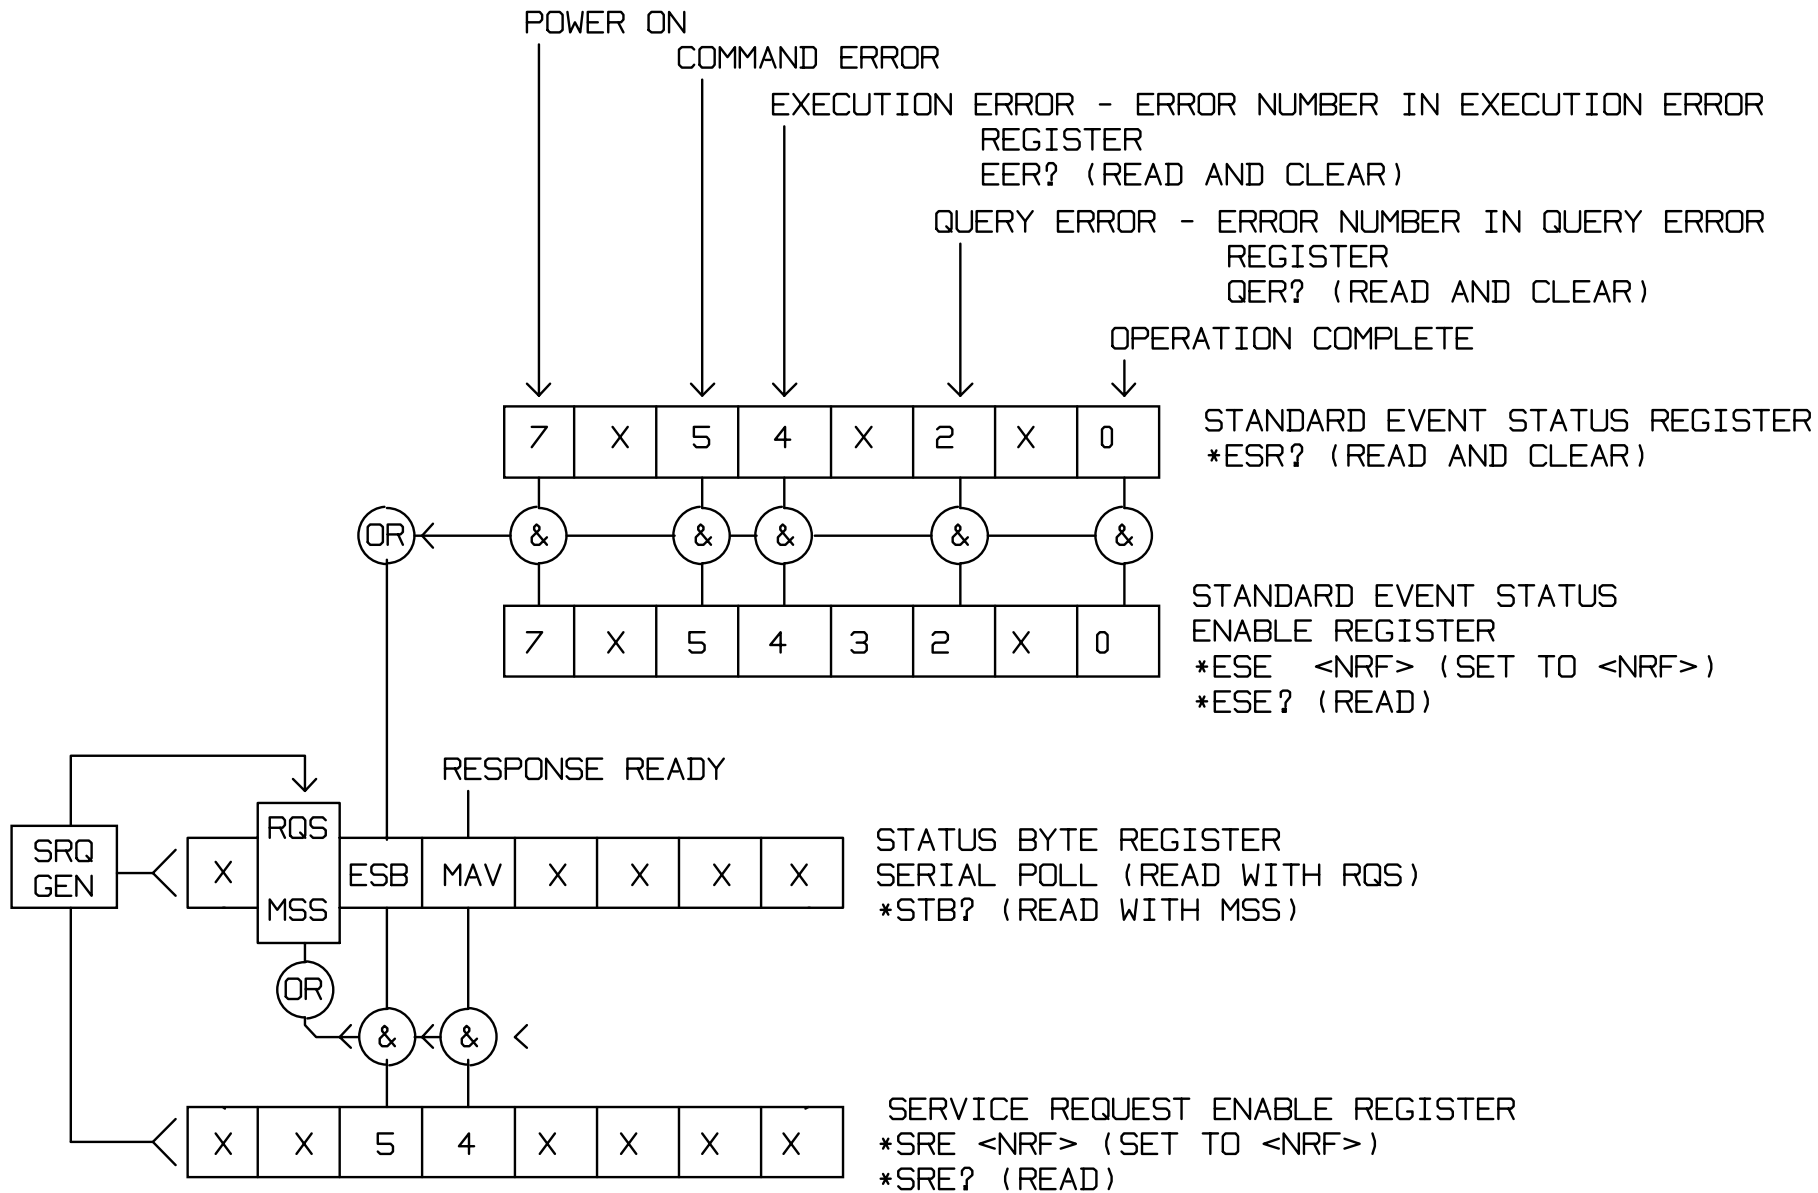 POWER ON
COMMAND ERROR
EXECUTION ERROR - ERROR NUMBER IN EXECUTION ERROR
REGISTER
EER? (READ AND CLEAR)
QUERY ERROR - ERROR NUMBER IN QUERY ERROR
REGISTER
QER? (READ AND CLEAR)
OPERATION COMPLETE
7 X 5 4 X 2 X 0
STANDARD EVENT STATUS REGISTER
*ESR? (READ AND CLEAR)
OR & & & & &
7 X 5 4 3 2 X 0
STANDARD EVENT STATUS
ENABLE REGISTER
*ESE <NRF> (SET TO <NRF>)
*ESE? (READ)
RESPONSE READY
SRQ
GEN
X
RQS
MSS
ESB MAV X X X X
STATUS BYTE REGISTER
SERIAL POLL (READ WITH RQS)
*STB? (READ WITH MSS)
OR
& &
X X 5 4 X X X X
SERVICE REQUEST ENABLE REGISTER
*SRE <NRF> (SET TO <NRF>)
*SRE? (READ)